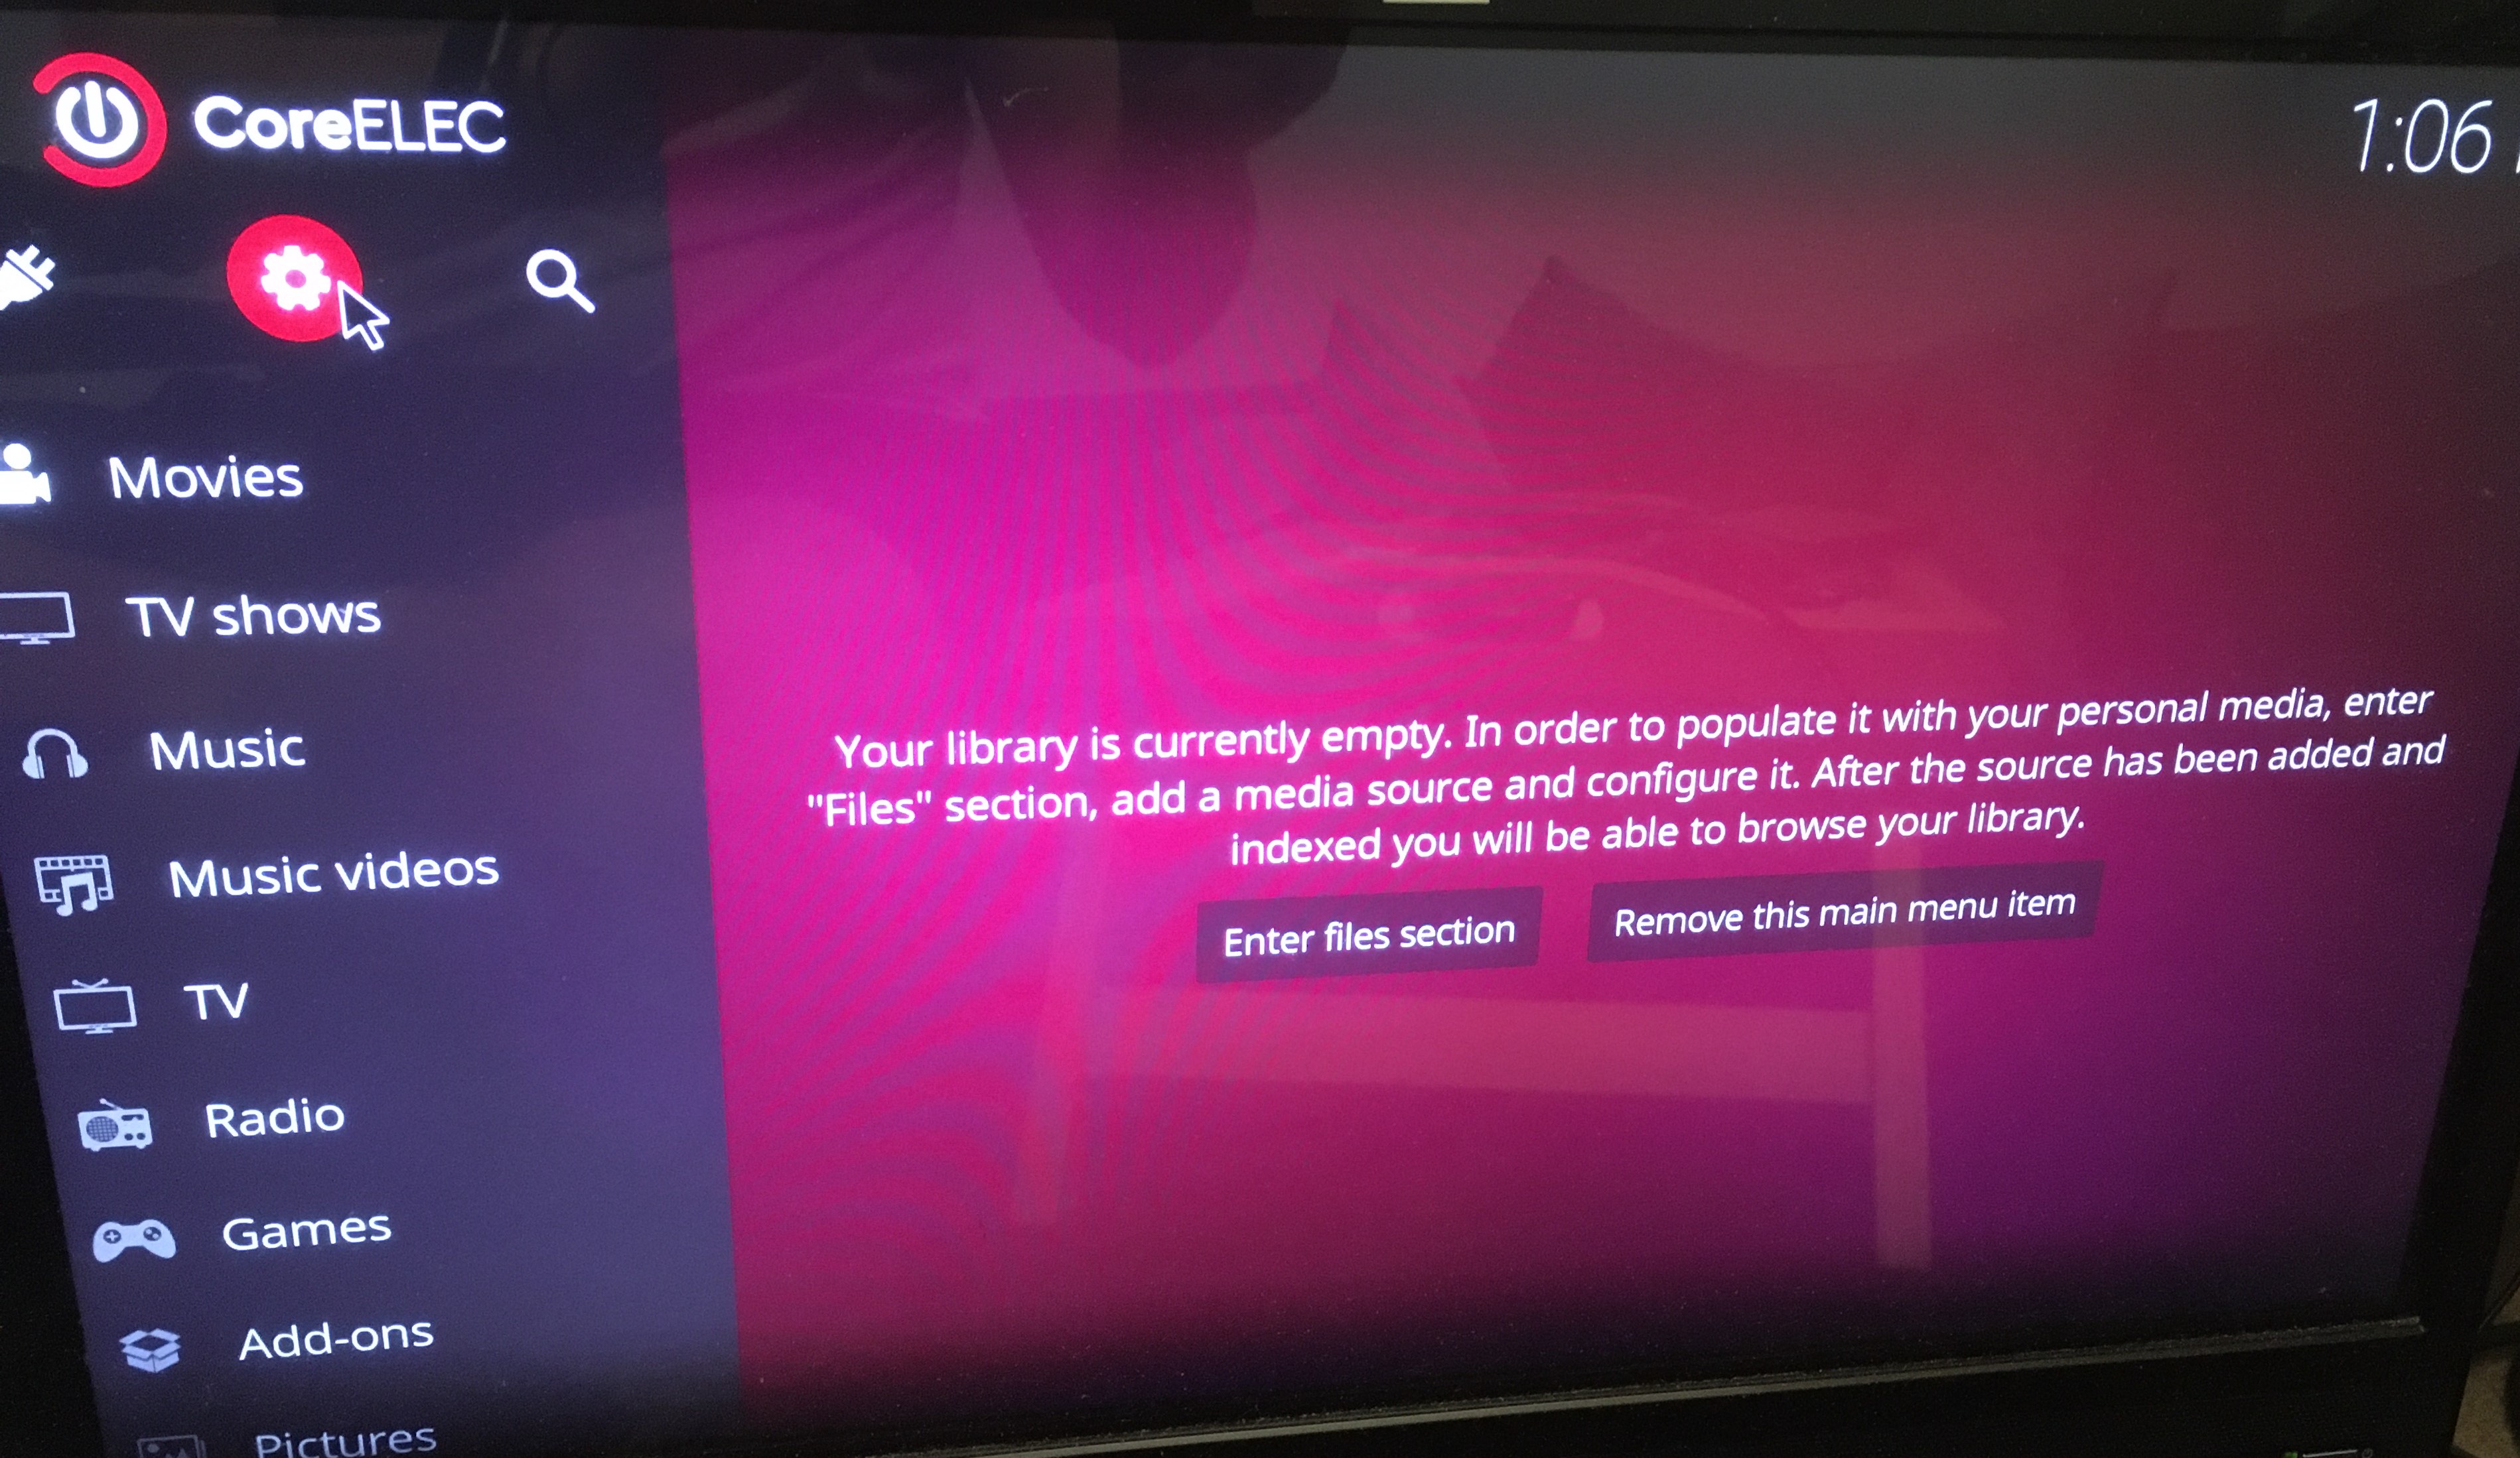 CoreELEC
1:06
Movies
TV shows
Music
Music videos
TV
Radio
Games
Add-ons
Pictures
Your library is currently empty. In order to populate it with your personal media, enter
"Files" section, add a media source and configure it. After the source has been added and
indexed you will be able to browse your library.
Enter files section
Remove this main menu item